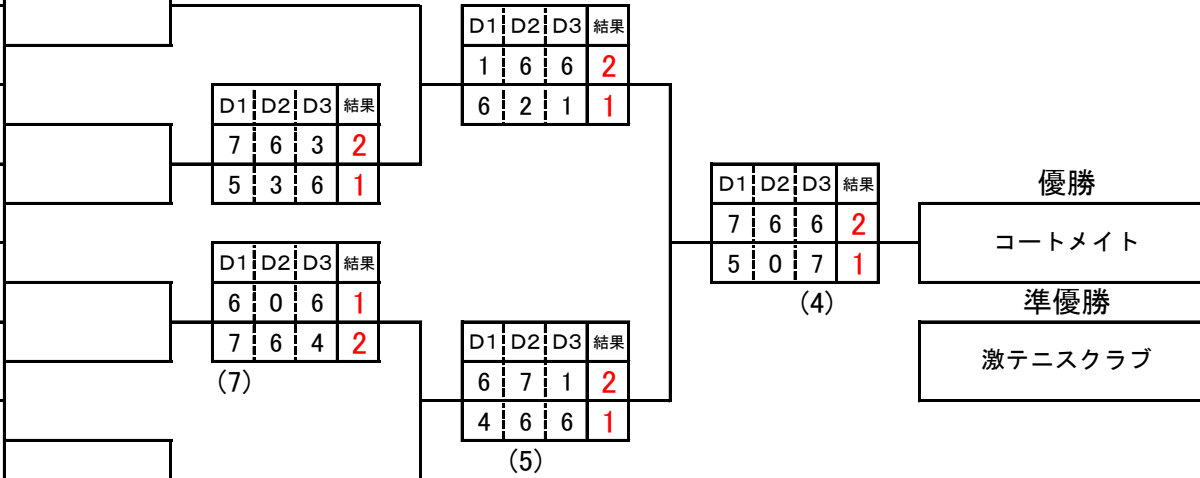 D1 D2 D3 結果
1 6 6 2
6 2 1 1
D1 D2 D3 結果
7 6 3 2
5 3 6 1
D1 D2 D3 結果
7 6 6 2
5 0 7 1
(4)
優勝
コートメイト
準優勝
激テニスクラブ
D1 D2 D3 結果
6 0 6 1
7 6 4 2
(7)
D1 D2 D3 結果
6 7 1 2
4 6 6 1
(5)